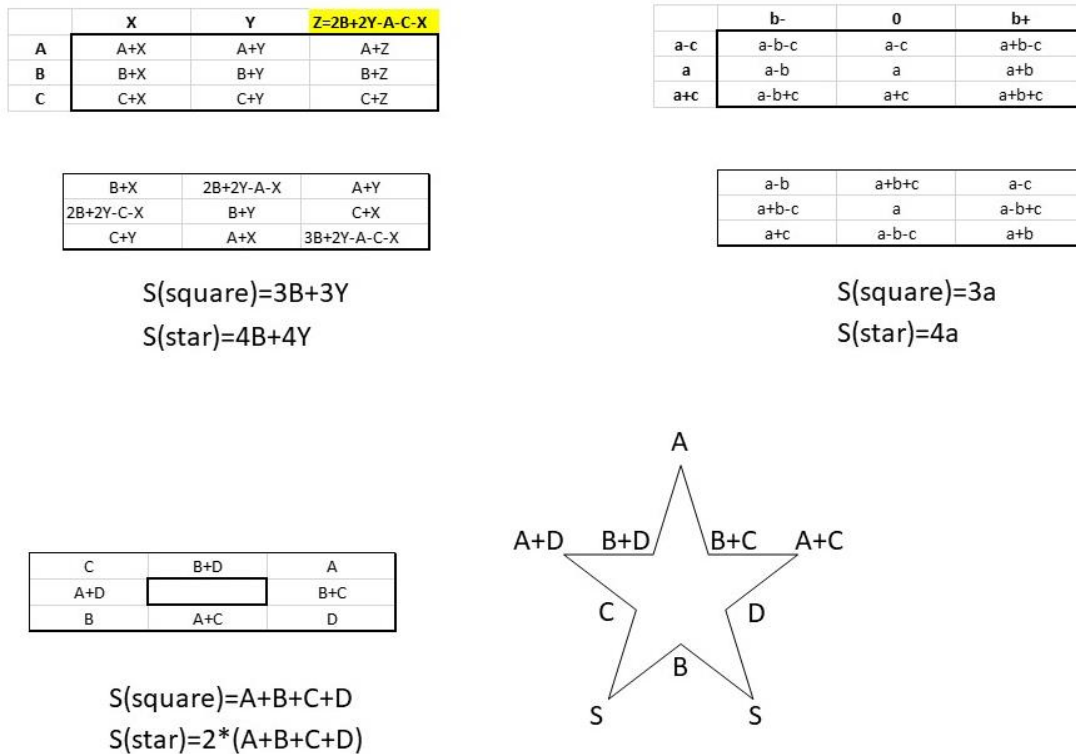 X Y Z=2B+2Y-A-C-X
A A+X A+Y A+Z
B B+X B+Y B+Z
C C+X C+Y C+Z
b- 0 b+
a-c a-b-c a-c a+b-c
a a-b a a+b
a+c a-b+c a+c a+b+c
B+X 2B+2Y-A-X A+Y
2B+2Y-C-X B+Y C+X
C+Y A+X 3B+2Y-A-C-X
a-b a+b+c a-c
a+b-c a a-b+c
a+c a-b-c a+b
S(square)=3B+3Y
S(star)=4B+4Y
S(square)=3a
S(star)=4a
C B+D A
A+D B+C
B A+C D
S(square)=A+B+C+D
S(star)=2*(A+B+C+D)
A
A+D B+D B+C A+C
C D
B
S S